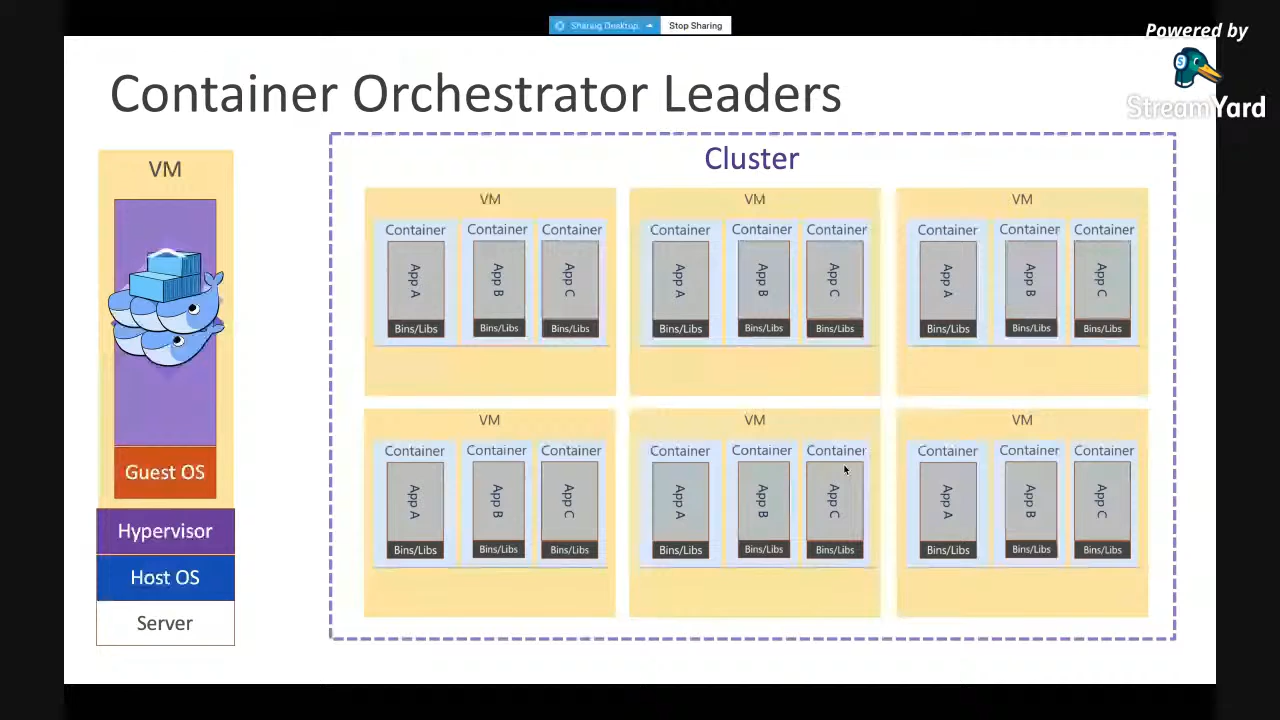 Sharing Desktop.
Stop Sharing
Powered by
S
StreamYard
Container Orchestrator Leaders
VM
Guest OS
Hypervisor
Host OS
Server
Cluster
VM
Container Container Container
App A App B App C
Bins/Libs Bins/Libs Bins/Libs
VM
Container Container Container
App A App B App C
Bins/Libs Bins/Libs Bins/Libs
VM
Container Container Container
App A App B App C
Bins/Libs Bins/Libs Bins/Libs
VM
Container Container Container
App A App B App C
Bins/Libs Bins/Libs Bins/Libs
VM
Container Container Container
App A App B App C
Bins/Libs Bins/Libs Bins/Libs
VM
Container Container Container
App A App B App C
Bins/Libs Bins/Libs Bins/Libs